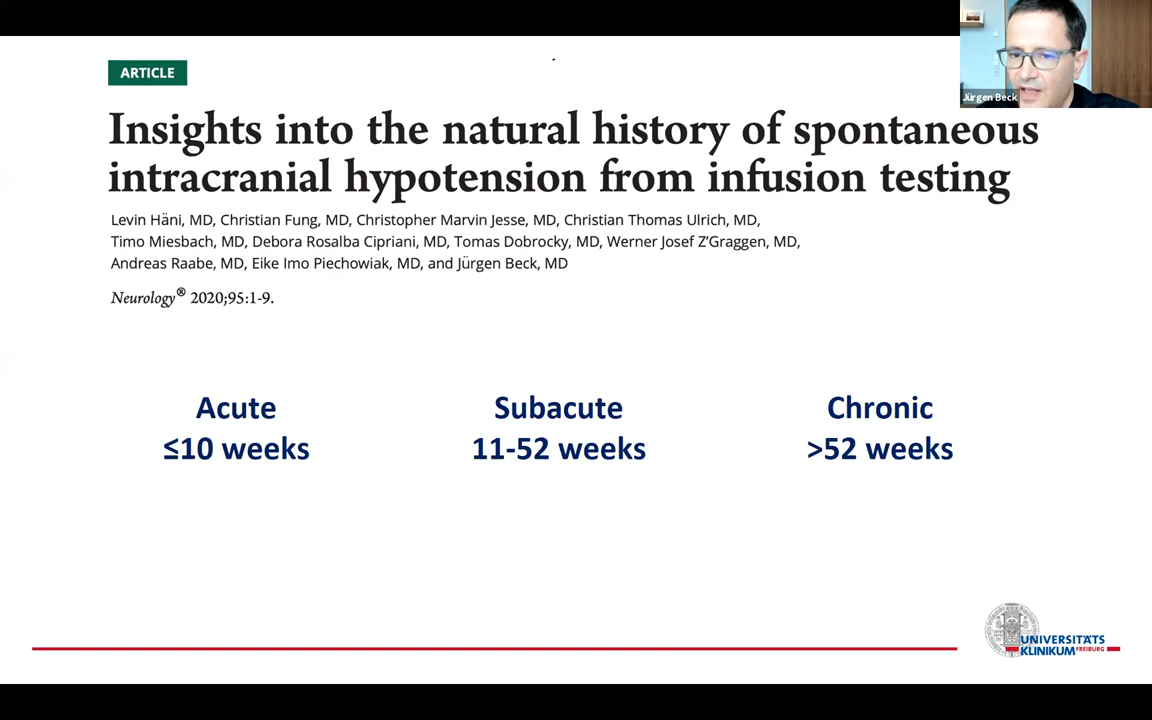 Jürgen Beck
ARTICLE
Insights into the natural history of spontaneous
intracranial hypotension from infusion testing
Levin Häni, MD, Christian Fung, MD, Christopher Marvin Jesse, MD, Christian Thomas Ulrich, MD,
Timo Miesbach, MD, Debora Rosalba Cipriani, MD, Tomas Dobrocky, MD, Werner Josef Z’Graggen, MD,
Andreas Raabe, MD, Eike Imo Piechowiak, MD, and Jürgen Beck, MD
Neurology® 2020;95:1-9.
Acute
≤10 weeks
Subacute
11-52 weeks
Chronic
>52 weeks
UNIVERSITÄTS
KLINIKUM FREIBURG